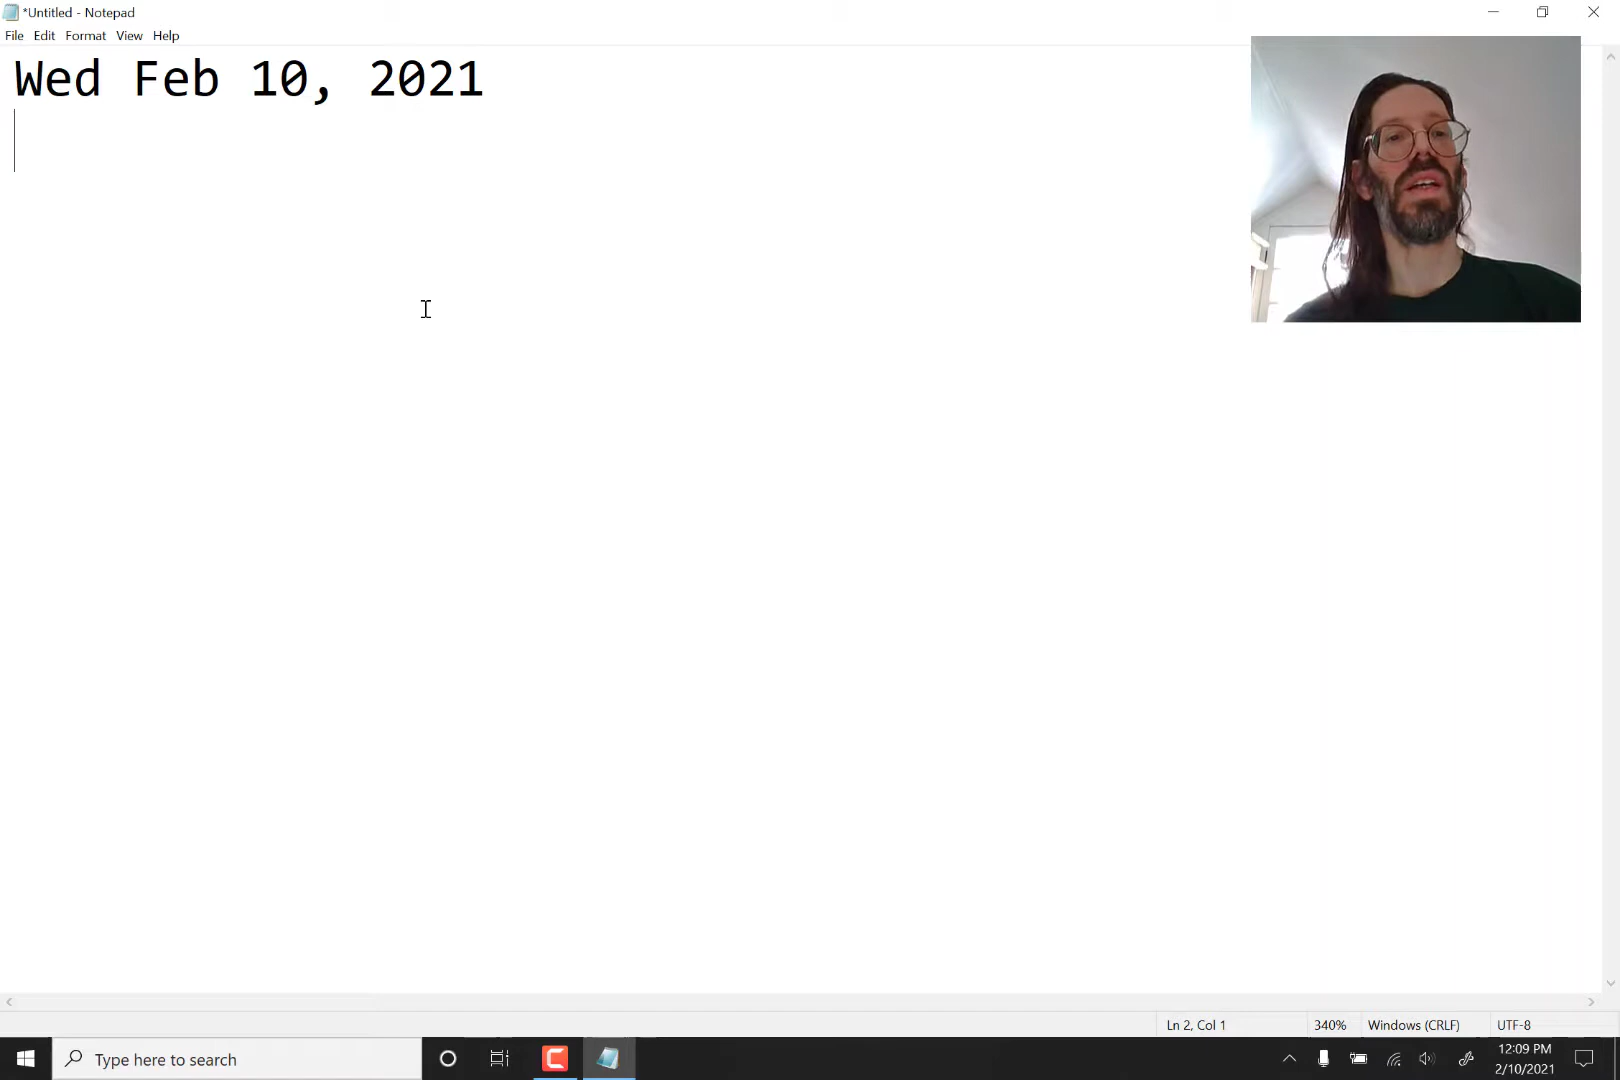 *Untitled - Notepad
File Edit Format View Help
Wed Feb 10, 2021
Ln 2, Col 1 340% Windows (CRLF) UTF-8
Type here to search
12:09 PM
2/10/2021